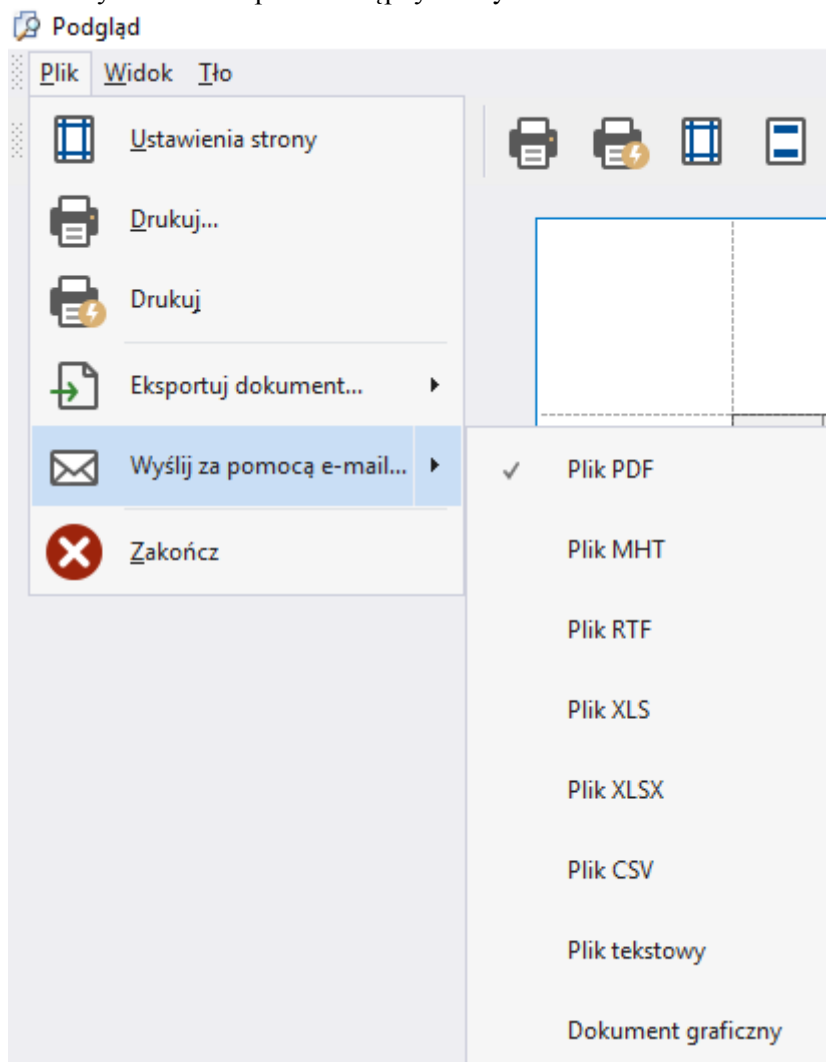 Podgląd
Plik Widok Tło
Ustawienia strony
Drukuj...
Drukuj
Eksportuj dokument...
Wyślij za pomocą e-mail...
Zakończ
Plik PDF
Plik MHT
Plik RTF
Plik XLS
Plik XLSX
Plik CSV
Plik tekstowy
Dokument graficzny